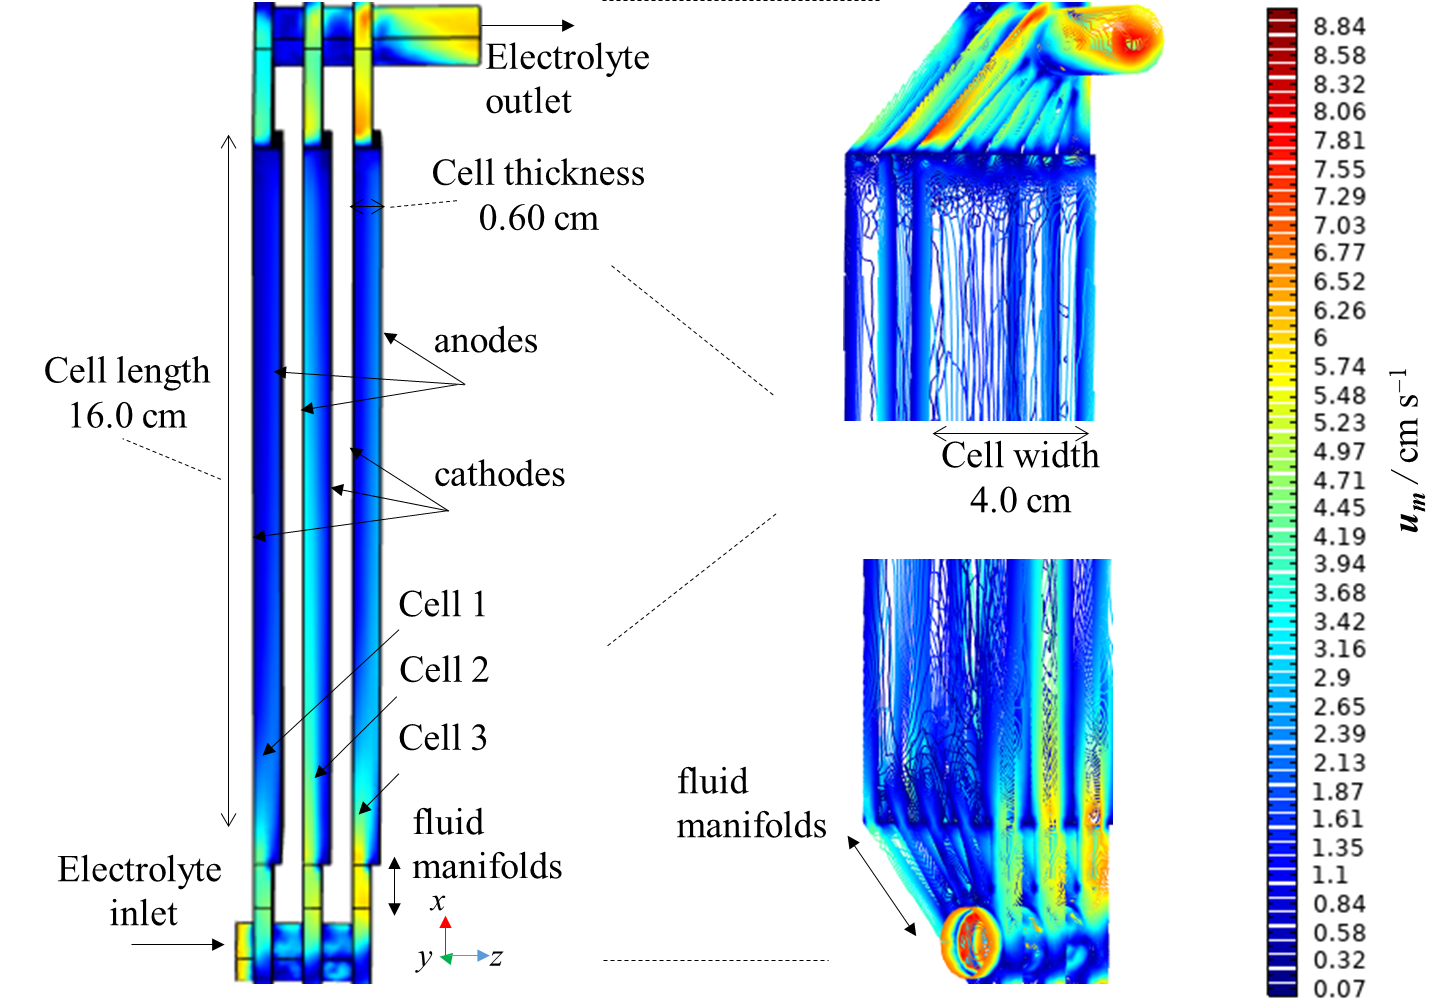 Electrolyte
outlet
Cell thickness
0.60 cm
anodes
Cell length
16.0 cm
cathodes
Cell 1
Cell 2
Cell 3
fluid
manifolds
Electrolyte
inlet
x
y
z
Cell width
4.0 cm
fluid
manifolds
8.84
8.58
8.32
8.06
7.81
7.55
7.29
7.03
6.77
6.52
6.26
6
5.74
5.48
5.23
4.97
4.71
4.45
4.19
3.94
3.68
3.42
3.16
2.9
2.65
2.39
2.13
1.87
1.61
1.35
1.1
0.84
0.58
0.32
0.07
u_m / cm s⁻¹